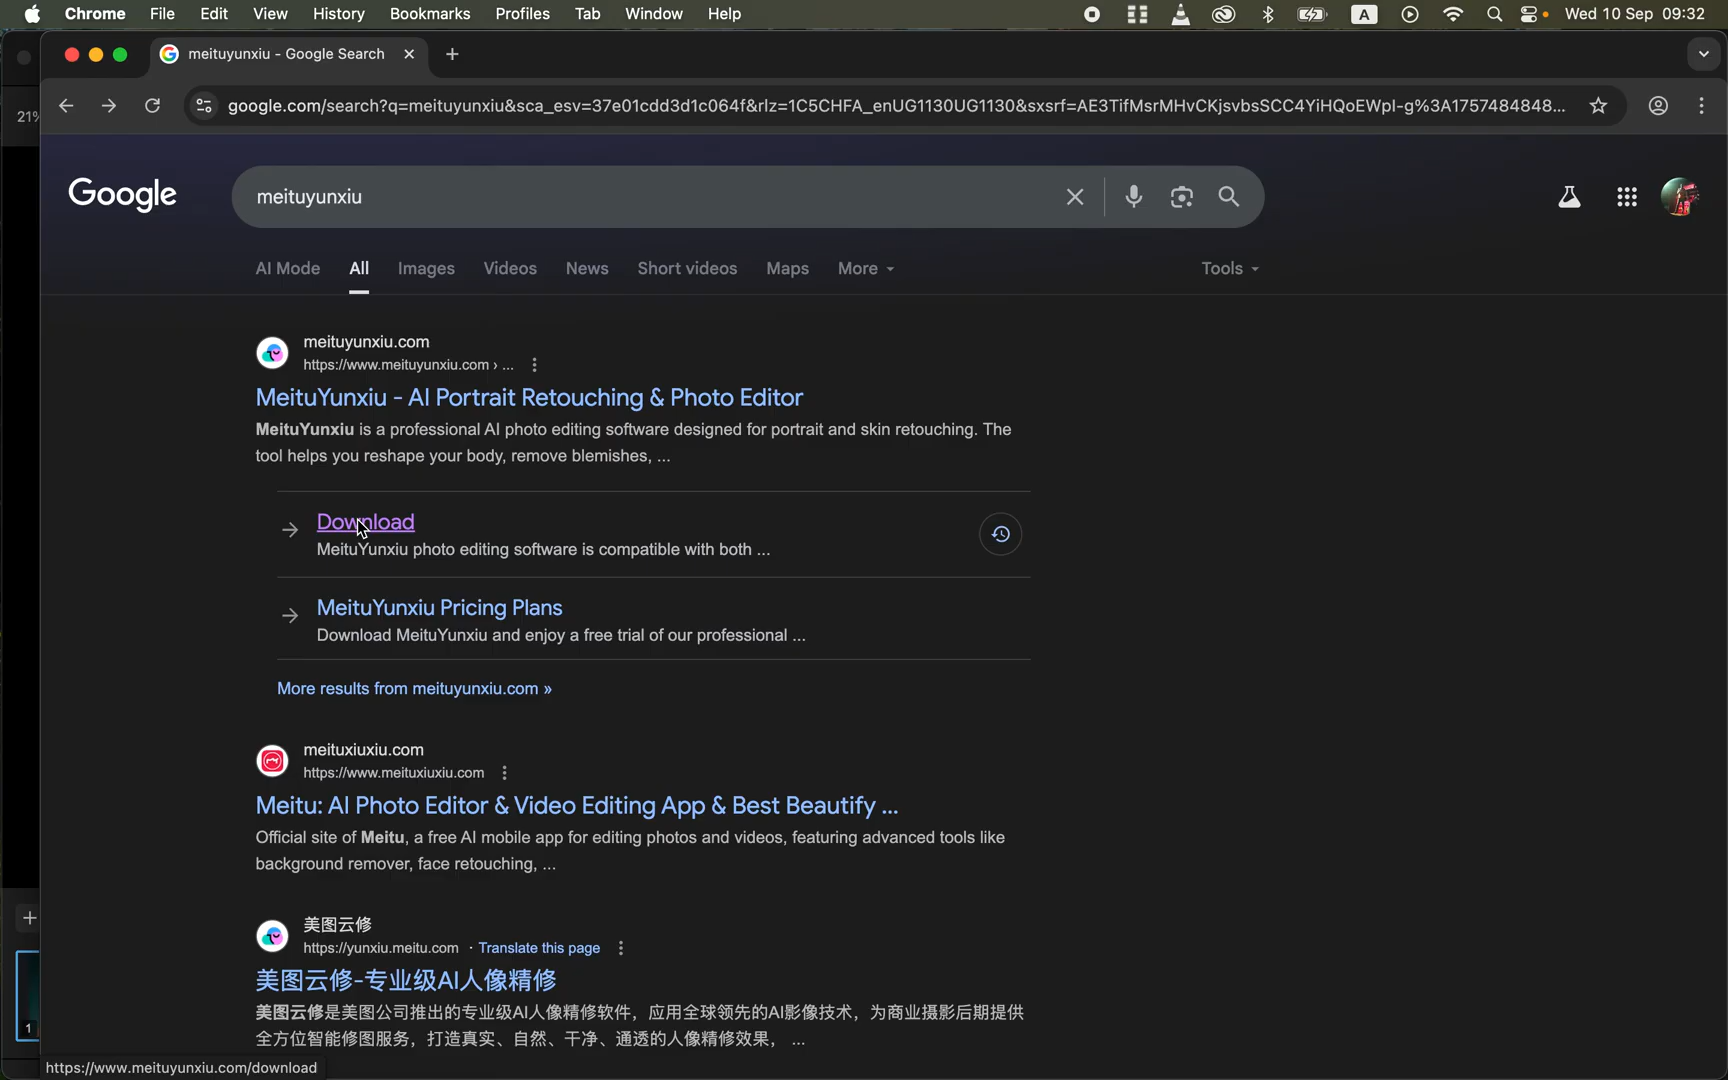 Chrome File Edit View History Bookmarks Profiles Tab Window Help A Wed 10 Sep 09:32
meituyunxiu - Google Search
21%
google.com/search?q=meituyunxiu&sca_esv=37e01cdd3d1c064f&rlz=1C5CHFA_enUG1130UG1130&sxsrf=AE3TifMsrMHvCKjsvbsSCC4YiHQoEWpI-g%3A1757484848...
Google
meituyunxiu
AI Mode All Images Videos News Short videos Maps More Tools
meituyunxiu.com
https://www.meituyunxiu.com › ...
MeituYunxiu - AI Portrait Retouching & Photo Editor
MeituYunxiu is a professional AI photo editing software designed for portrait and skin retouching. The
tool helps you reshape your body, remove blemishes, ...
Download
MeituYunxiu photo editing software is compatible with both ...
MeituYunxiu Pricing Plans
Download MeituYunxiu and enjoy a free trial of our professional ...
More results from meituyunxiu.com »
meituxiuxiu.com
https://www.meituxiuxiu.com
Meitu: AI Photo Editor & Video Editing App & Best Beautify ...
Official site of Meitu, a free AI mobile app for editing photos and videos, featuring advanced tools like
background remover, face retouching, ...
美图云修
https://yunxiu.meitu.com · Translate this page
美图云修-专业级AI人像精修
美图云修是美图公司推出的专业级AI人像精修软件，应用全球领先的AI影像技术，为商业摄影后期提供
全方位智能修图服务，打造真实、自然、干净、通透的人像精修效果， ...
1
https://www.meituyunxiu.com/download